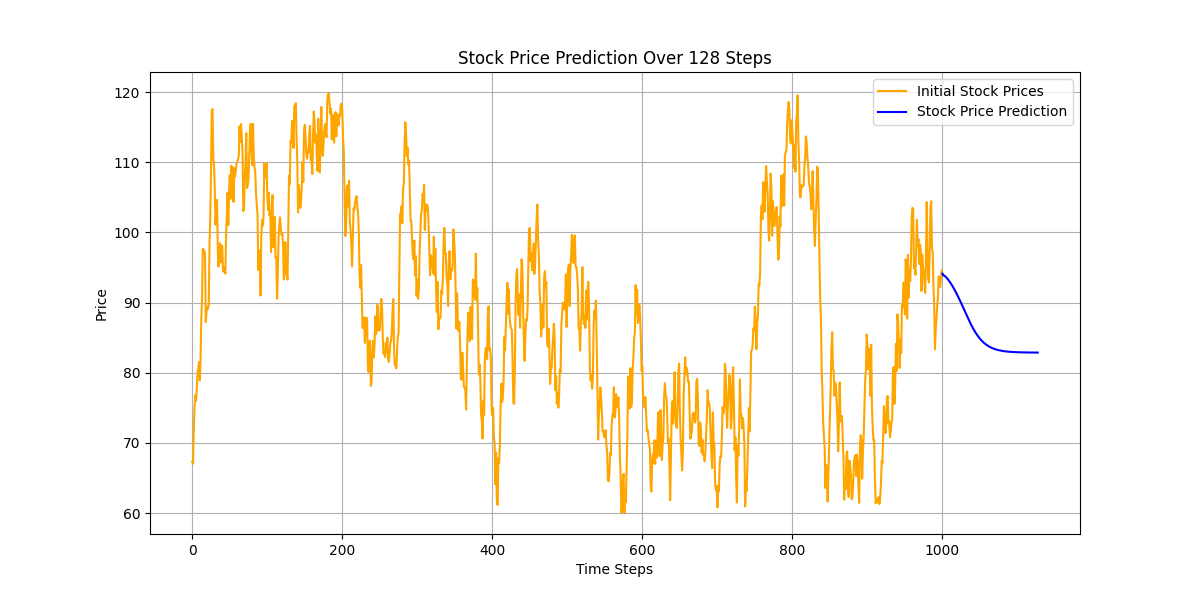 Stock Price Prediction Over 128 Steps
Initial Stock Prices
Stock Price Prediction
Price
120
110
100
90
80
70
60
0 200 400 600 800 1000
Time Steps